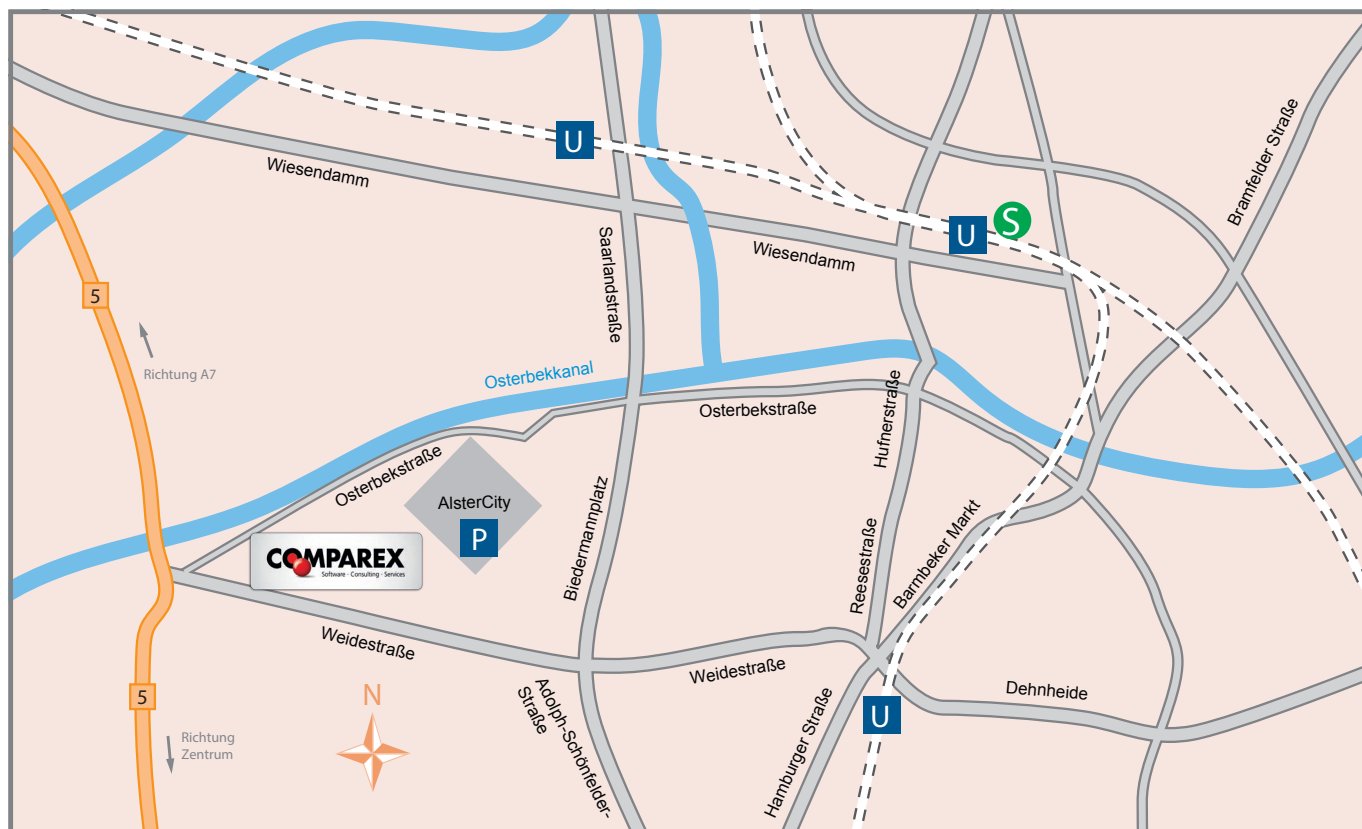 Bramfelder Straße
U
Wiesendamm
S
U
Wiesendamm
Saarlandstraße
5
Richtung A7
Osterbekkanal
Osterbekstraße
Hufnerstraße
Osterbekstraße
AlsterCity
P
COMPAREX
Software - Consulting - Services
Biedermannplatz
Reesestraße
Barmbeker Markt
Weidestraße
Weidestraße
5
N
Adolph-Schönfelder-
Straße
Dehnheide
U
Hamburger Straße
Richtung
Zentrum